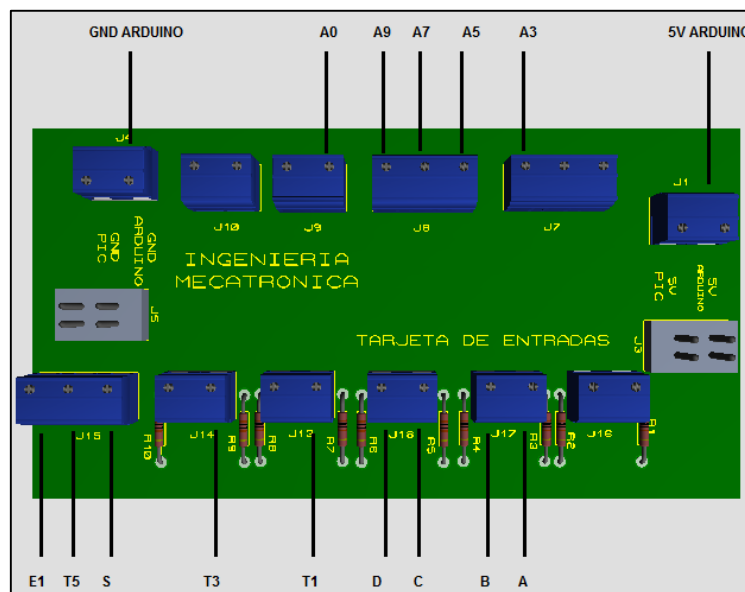 GND ARDUINO A0 A9 A7 A5 A3 5V ARDUINO
J4
J10 J9 J8 J7 J1
GND ARDUINO
GND PIC
5V ARDUINO
5V PIC
INGENIERIA
MECATRONICA
J5
TARJETA DE ENTRADAS
J3
J15 J14 J13 J18 J17 J16
R10 R9 R8 R7 R6 R5 R4 R3 R2 R1
E1 T5 S T3 T1 D C B A